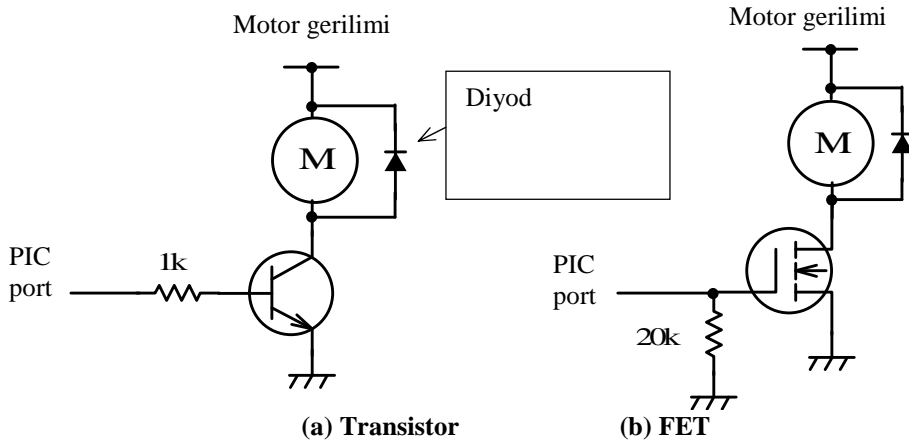 Motor gerilimi
Diyod
M
PIC
port
1k
(a) Transistor
Motor gerilimi
M
PIC
port
20k
(b) FET